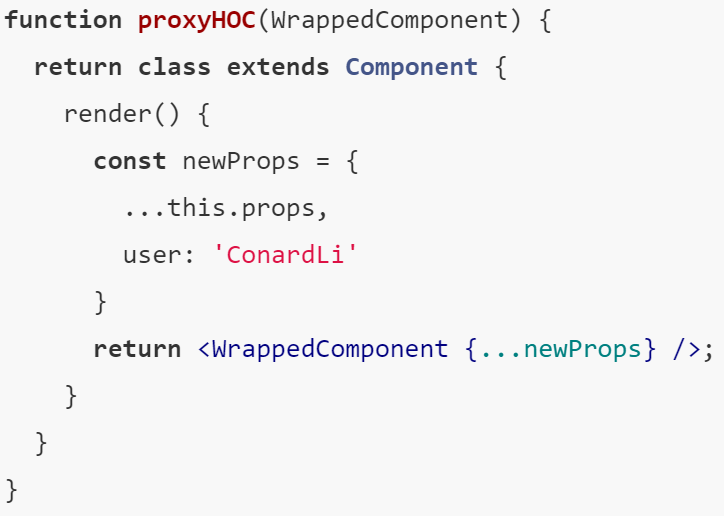 function proxyHOC(WrappedComponent) {
  return class extends Component {
    render() {
      const newProps = {
        ...this.props,
        user: 'ConardLi'
      }
      return <WrappedComponent {...newProps} />;
    }
  }
}